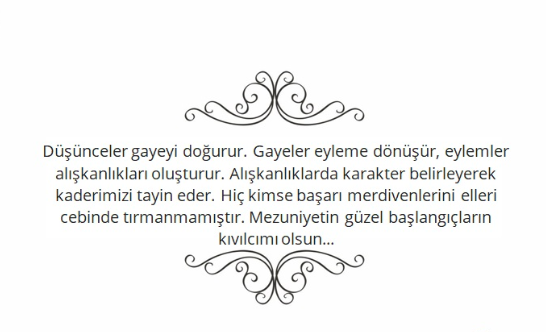 Düşünceler gayeyi doğurur. Gayeler eyleme dönüşür, eylemler
alışkanlıkları oluşturur. Alışkanlıklarda karakter belirleyerek
kaderimizi tayin eder. Hiç kimse başarı merdivenlerini elleri
cebinde tırmanmamıştır. Mezuniyetin güzel başlangıçların
kıvılcımı olsun...